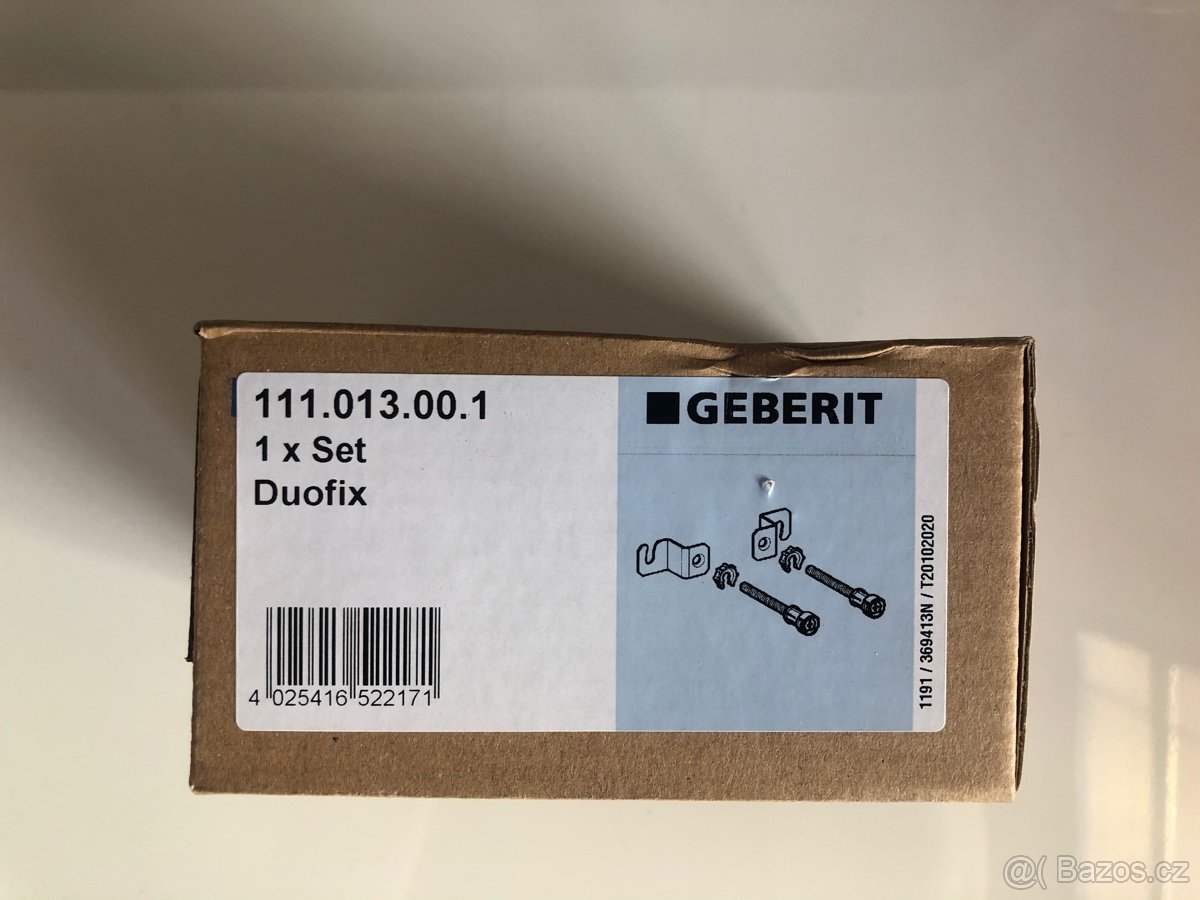 111.013.00.1
1 x Set
Duofix
GEBERIT
4 025416 522171
1191 / 369413N / T20102020
@( Bazos.cz